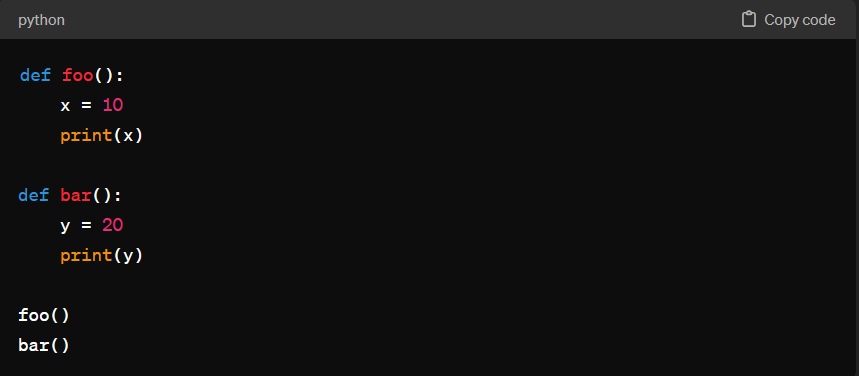 python
Copy code
def foo():
    x = 10
    print(x)

def bar():
    y = 20
    print(y)

foo()
bar()